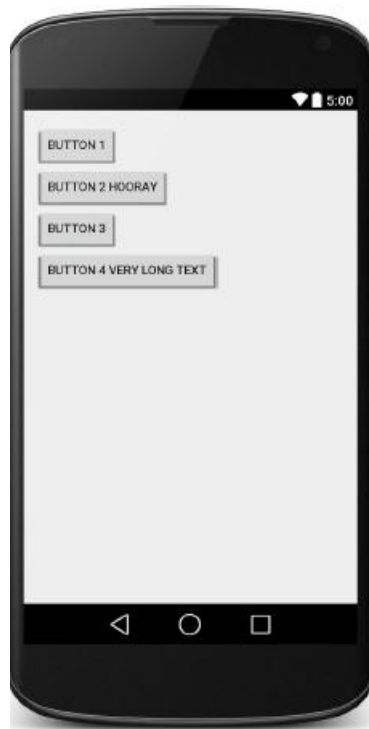 5:00
BUTTON 1
BUTTON 2 HOORAY
BUTTON 3
BUTTON 4 VERY LONG TEXT